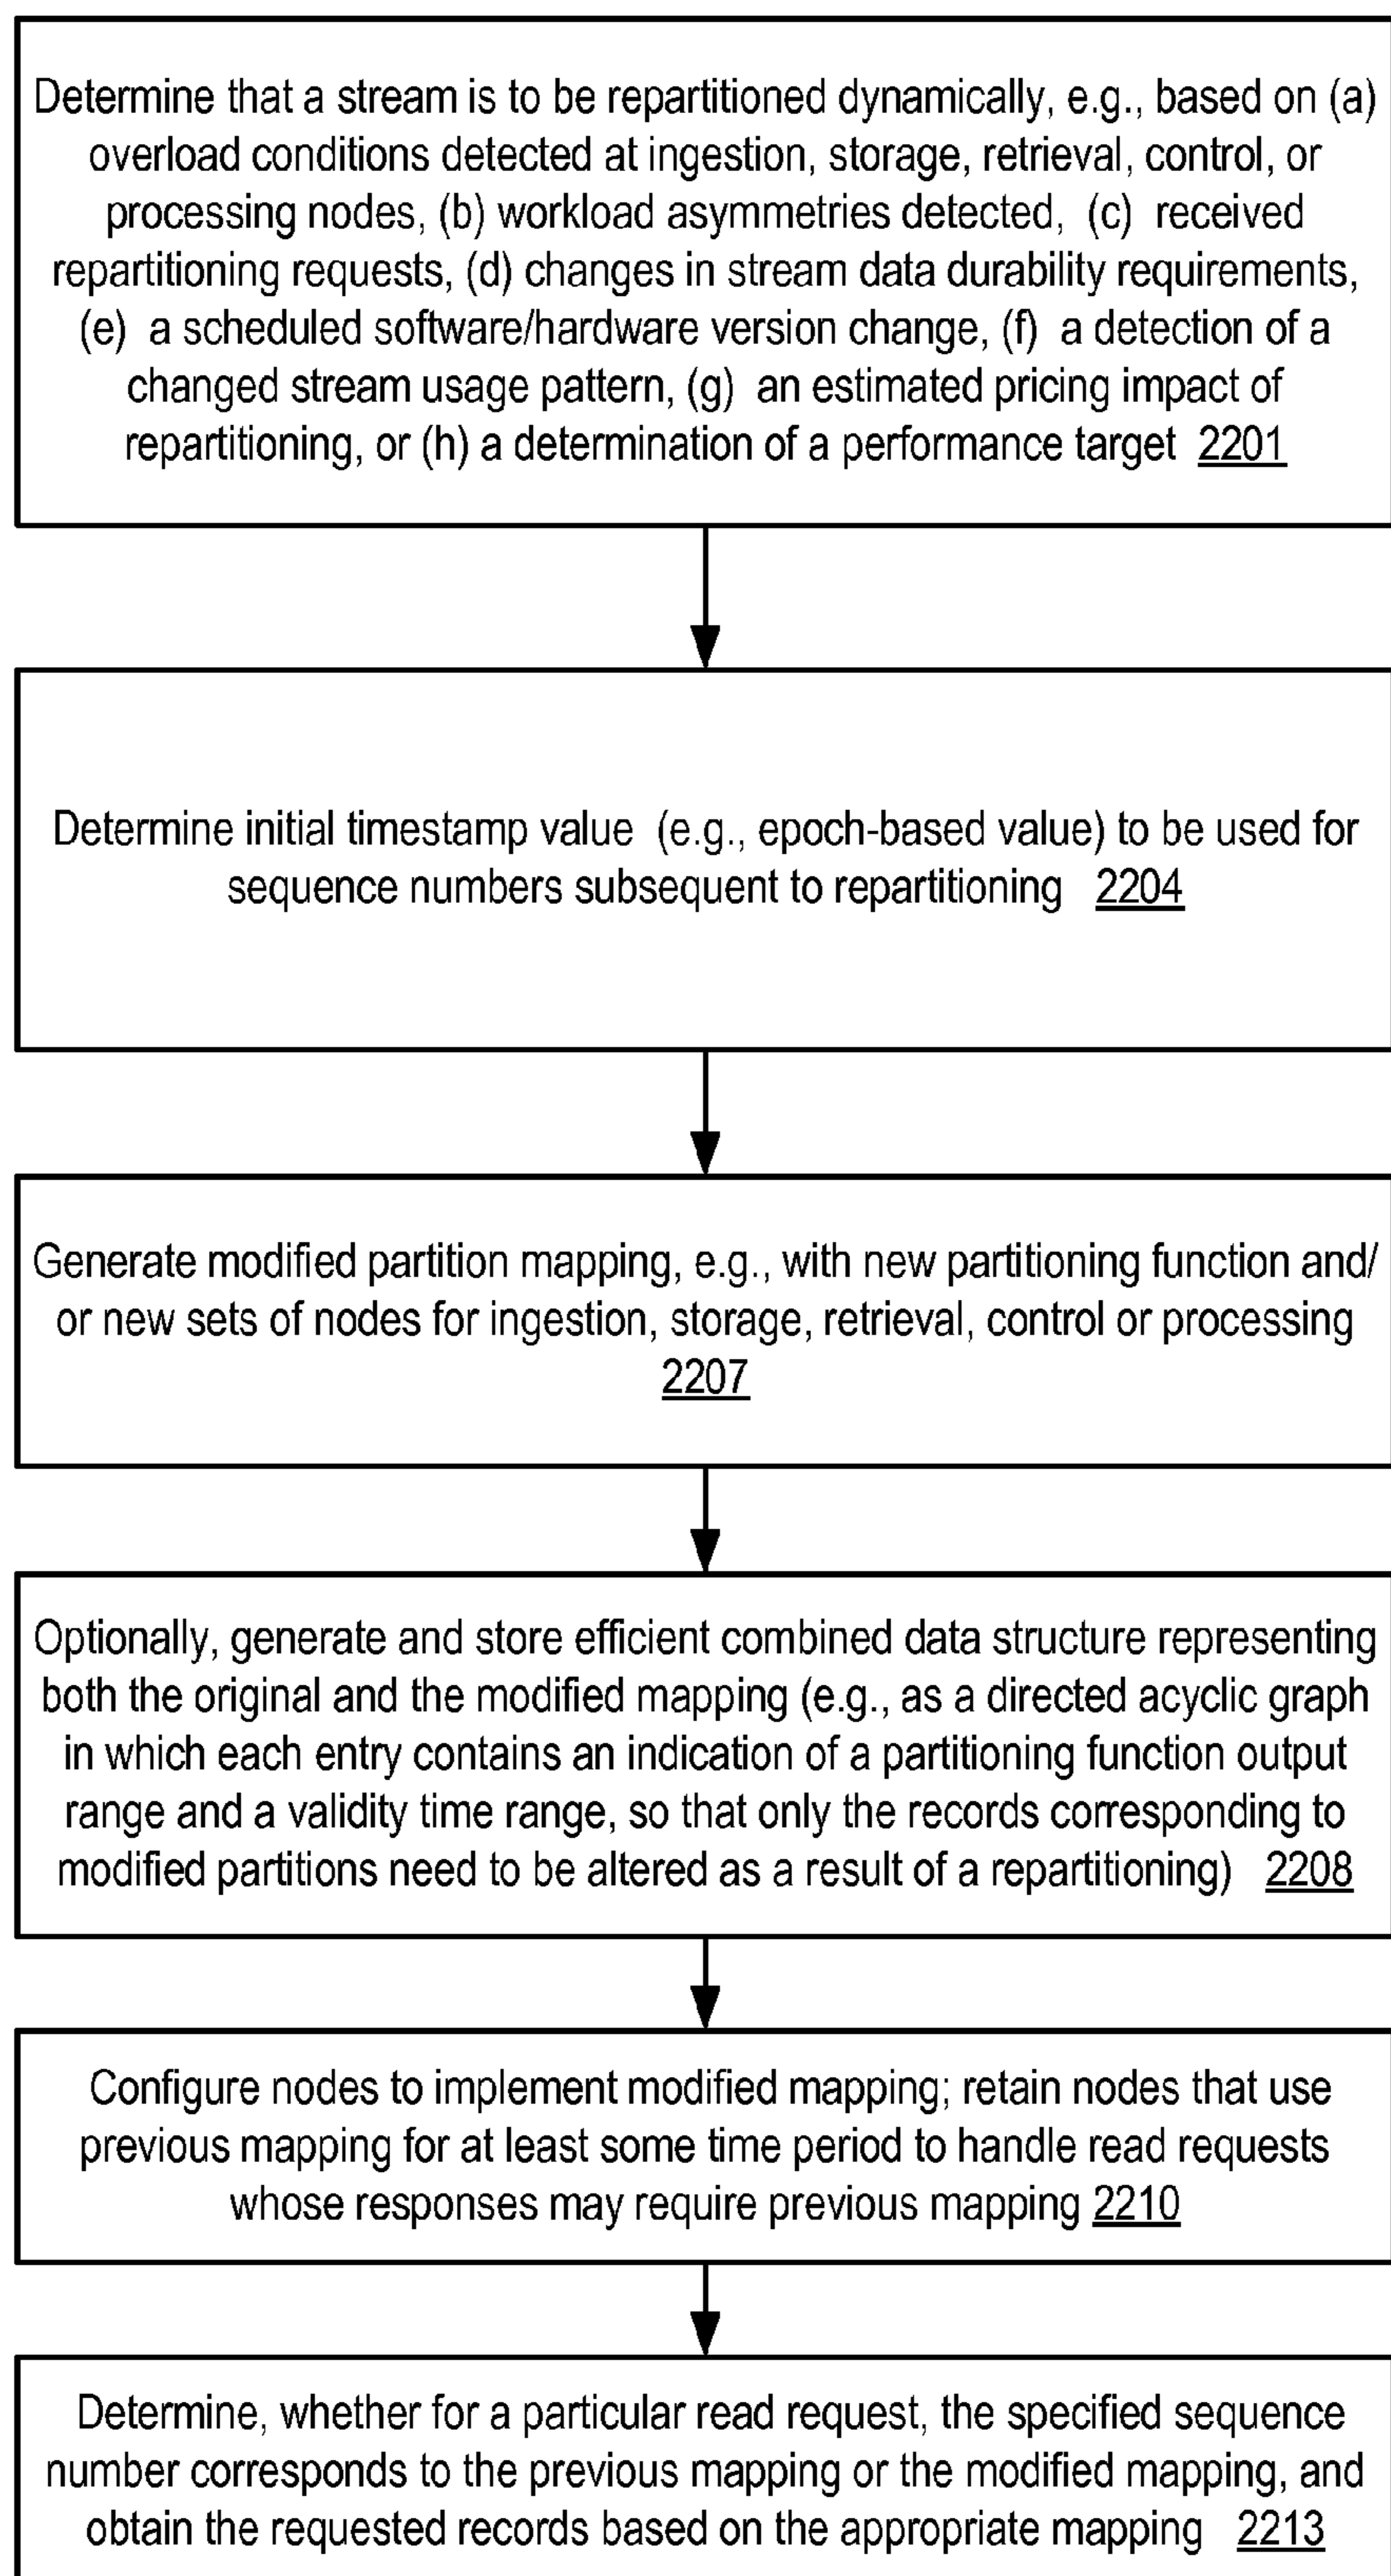 Determine that a stream is to be repartitioned dynamically, e.g., based on (a)
overload conditions detected at ingestion, storage, retrieval, control, or
processing nodes, (b) workload asymmetries detected, (c) received
repartitioning requests, (d) changes in stream data durability requirements,
(e) a scheduled software/hardware version change, (f) a detection of a
changed stream usage pattern, (g) an estimated pricing impact of
repartitioning, or (h) a determination of a performance target 2201
Determine initial timestamp value (e.g., epoch-based value) to be used for
sequence numbers subsequent to repartitioning 2204
Generate modified partition mapping, e.g., with new partitioning function and/
or new sets of nodes for ingestion, storage, retrieval, control or processing
2207
Optionally, generate and store efficient combined data structure representing
both the original and the modified mapping (e.g., as a directed acyclic graph
in which each entry contains an indication of a partitioning function output
range and a validity time range, so that only the records corresponding to
modified partitions need to be altered as a result of a repartitioning) 2208
Configure nodes to implement modified mapping; retain nodes that use
previous mapping for at least some time period to handle read requests
whose responses may require previous mapping 2210
Determine, whether for a particular read request, the specified sequence
number corresponds to the previous mapping or the modified mapping, and
obtain the requested records based on the appropriate mapping 2213